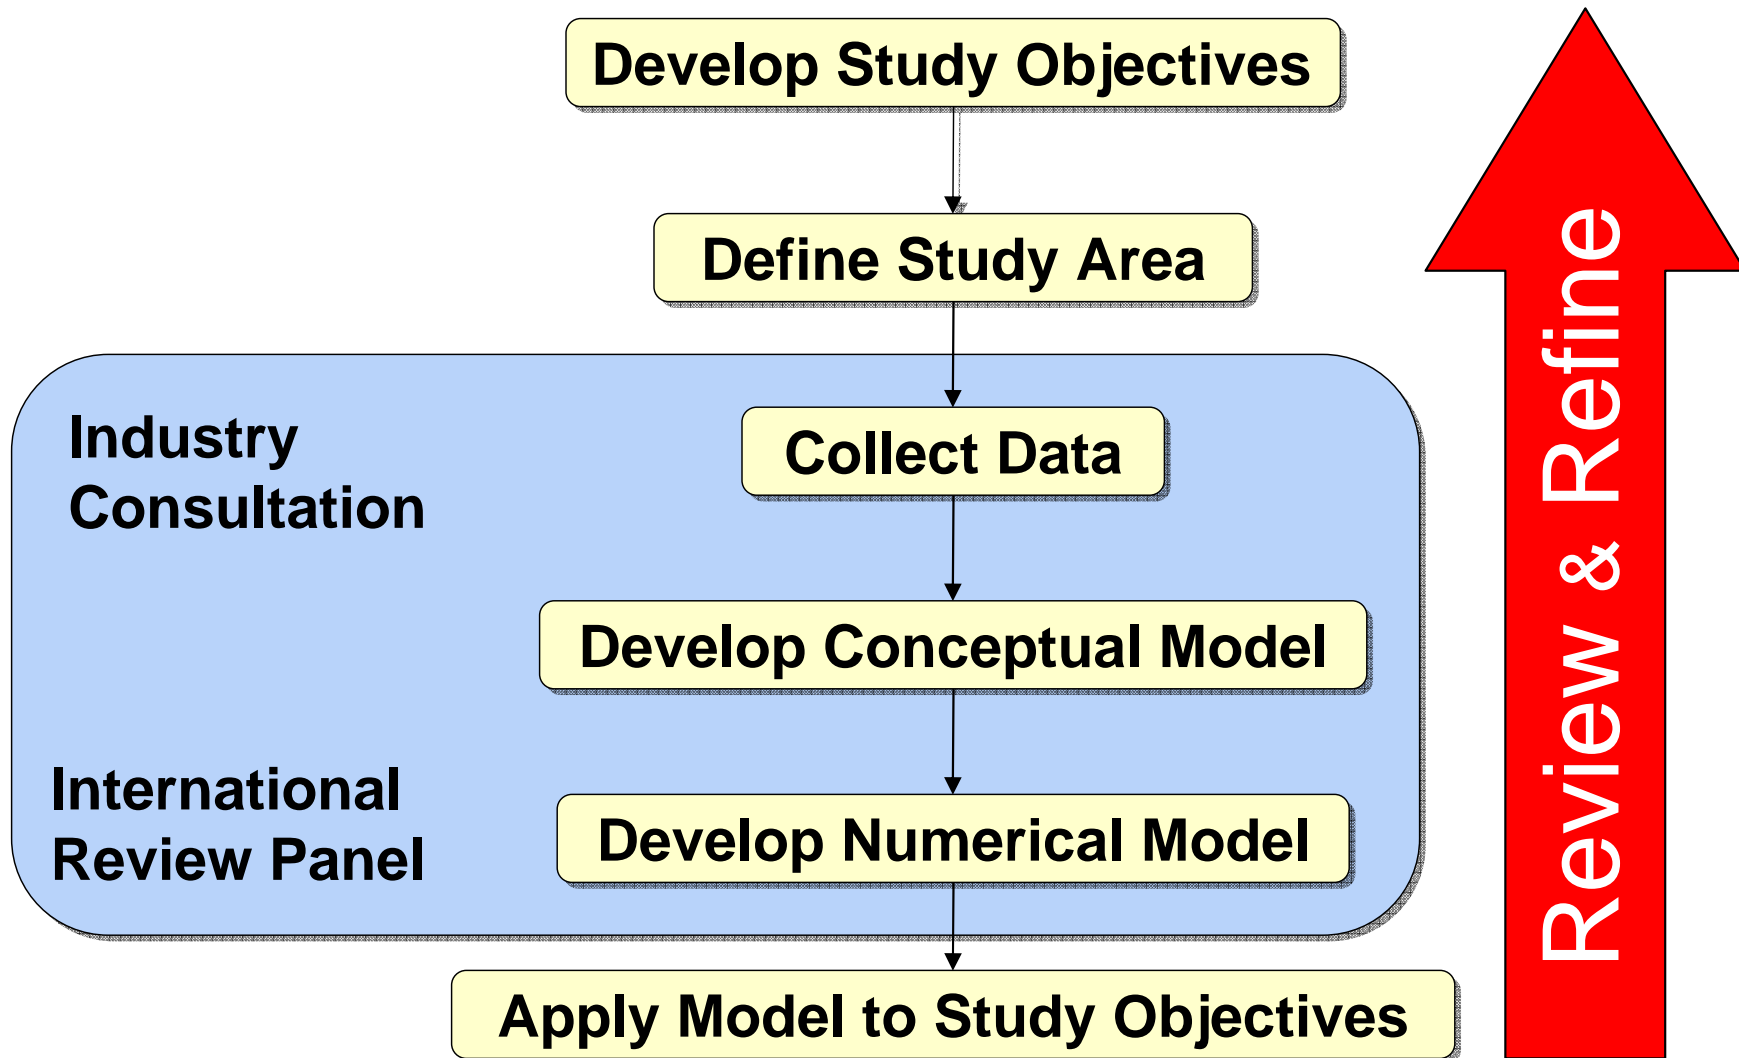 Develop Study Objectives
Define Study Area
Industry
Consultation
Collect Data
Develop Conceptual Model
International
Review Panel
Develop Numerical Model
Apply Model to Study Objectives
Review & Refine